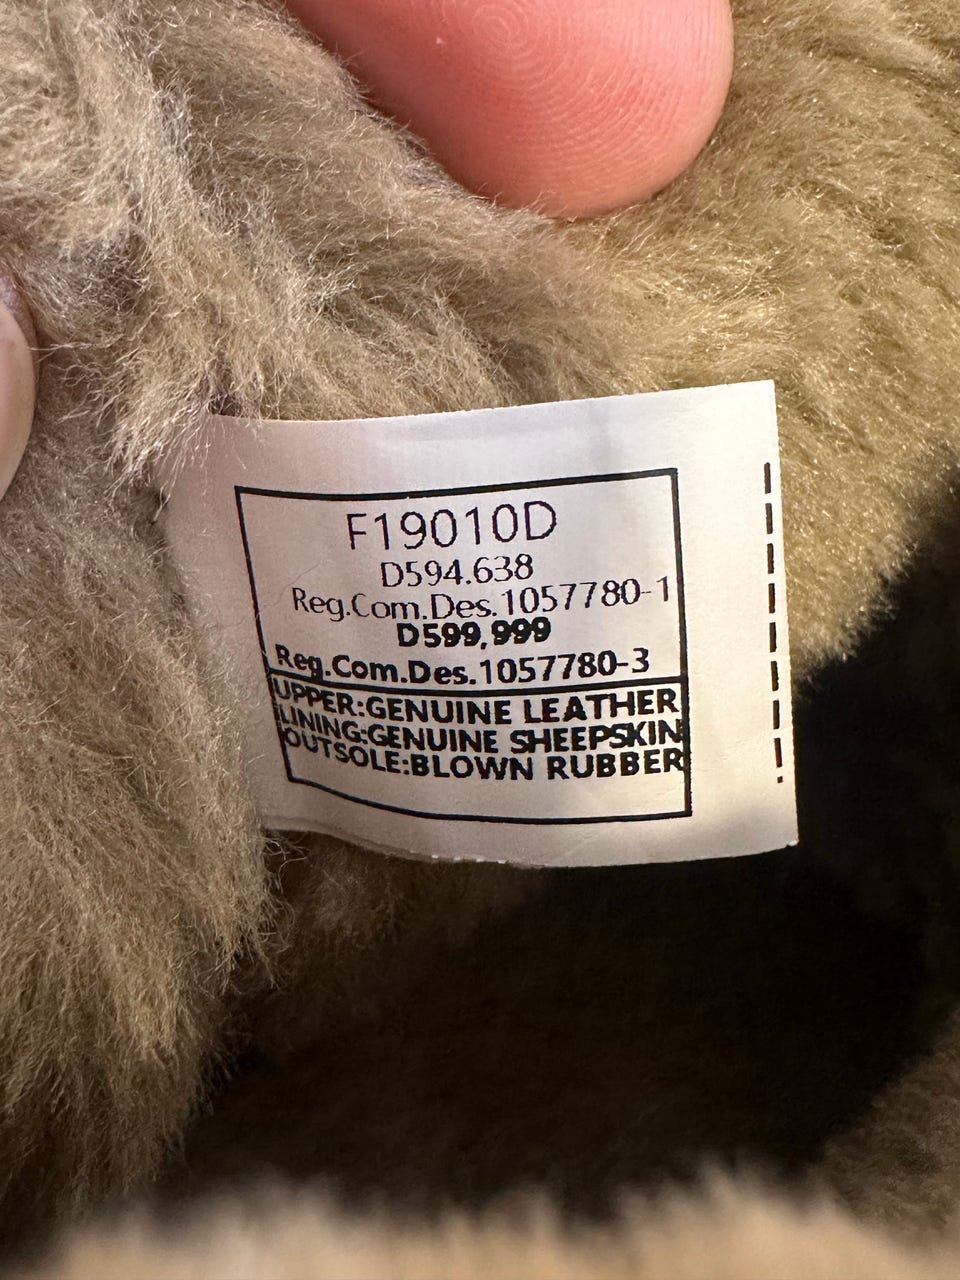 F19010D
D594.638
Reg.Com.Des.1057780-1
D599,999
Reg.Com.Des.1057780-3
UPPER:GENUINE LEATHER
LINING:GENUINE SHEEPSKIN
OUTSOLE:BLOWN RUBBER